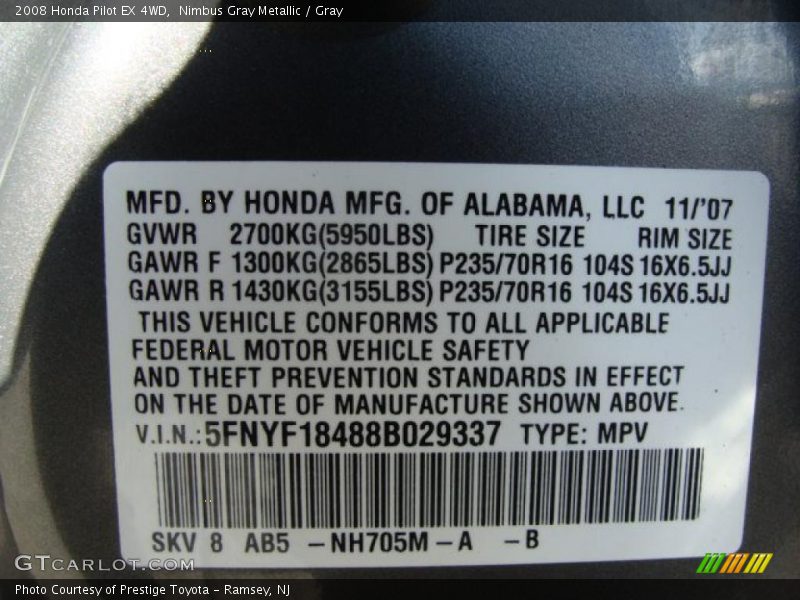 2008 Honda Pilot EX 4WD,  Nimbus Gray Metallic / Gray
MFD. BY HONDA MFG. OF ALABAMA, LLC 11/'07
GVWR 2700KG(5950LBS) TIRE SIZE RIM SIZE
GAWR F 1300KG(2865LBS) P235/70R16 104S 16X6.5JJ
GAWR R 1430KG(3155LBS) P235/70R16 104S 16X6.5JJ
THIS VEHICLE CONFORMS TO ALL APPLICABLE
FEDERAL MOTOR VEHICLE SAFETY
AND THEFT PREVENTION STANDARDS IN EFFECT
ON THE DATE OF MANUFACTURE SHOWN ABOVE.
V.I.N.:5FNYF18488B029337 TYPE: MPV
SKV 8 AB5 -NH705M-A -B
GTCARLOT.COM
Photo Courtesy of Prestige Toyota - Ramsey, NJ